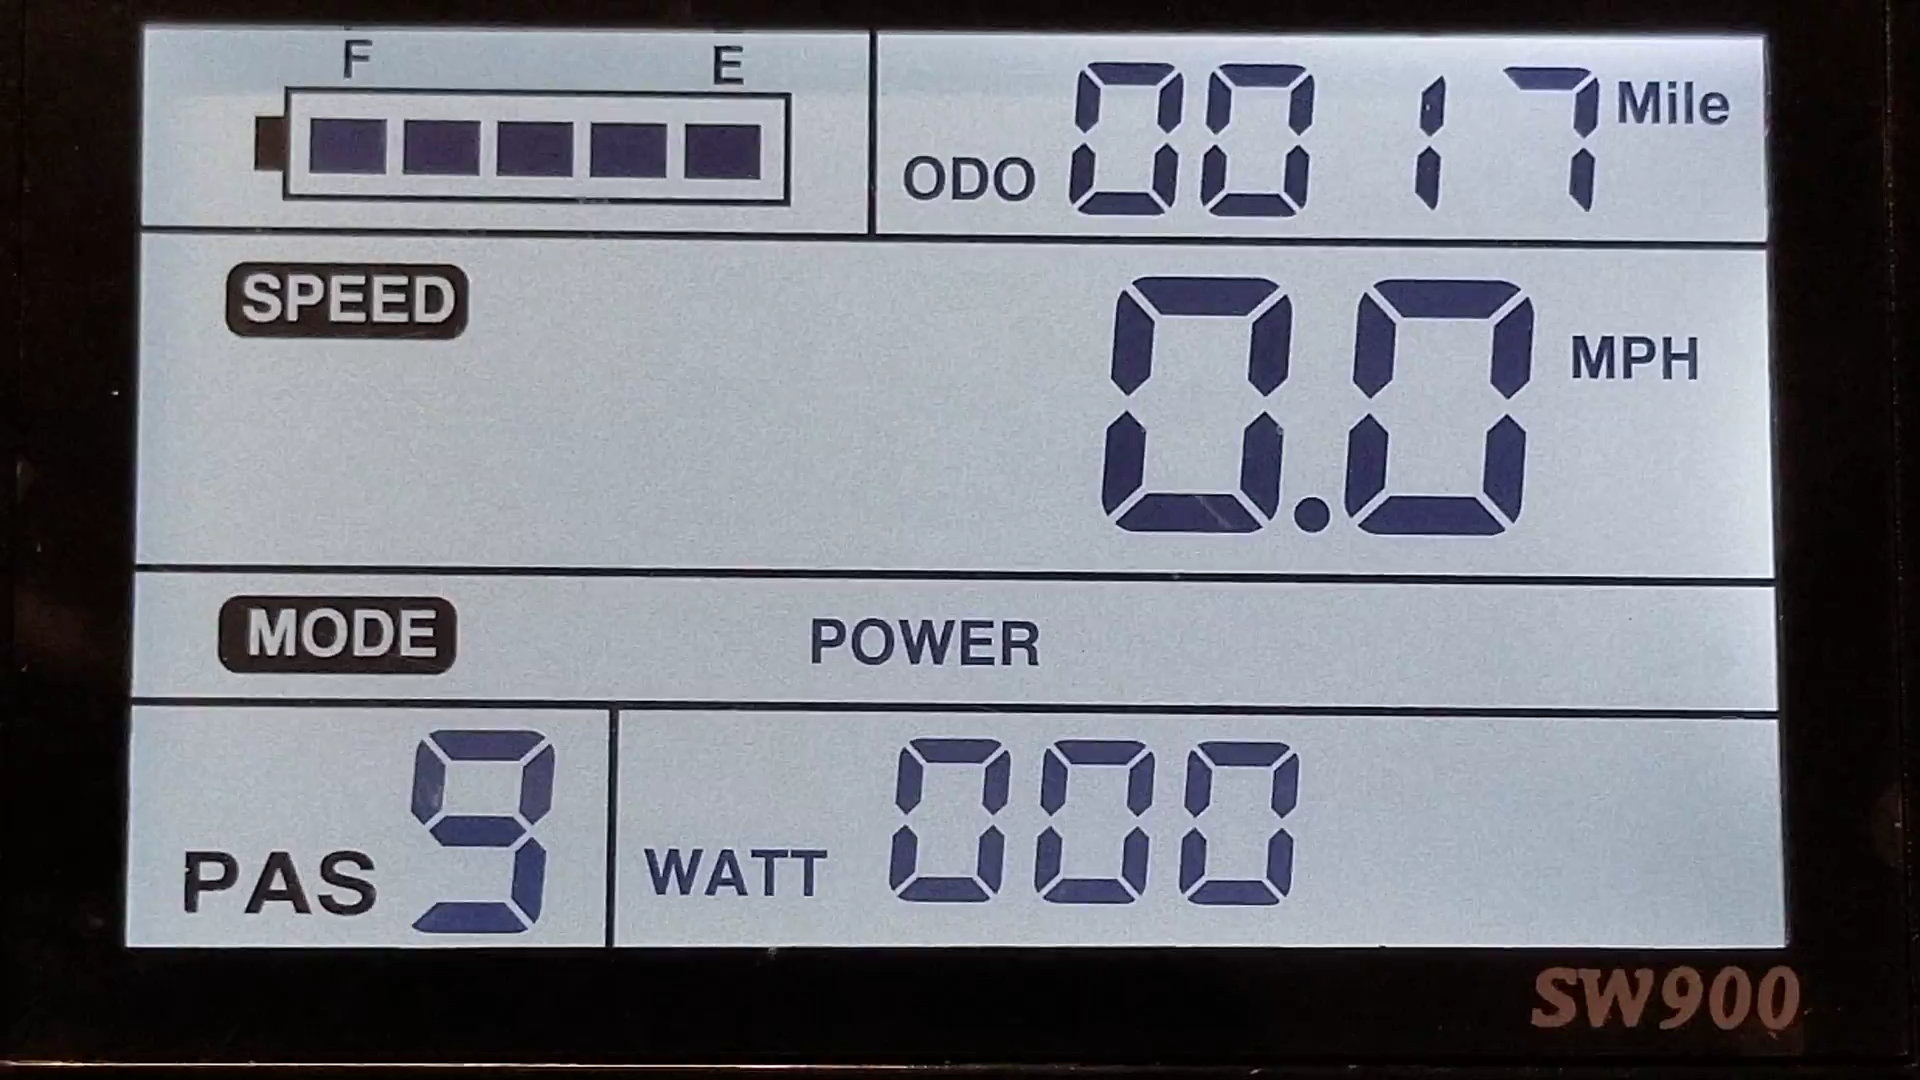 F E
ODO 0017 Mile
SPEED 0.0 MPH
MODE POWER
PAS 9 WATT 000
SW900